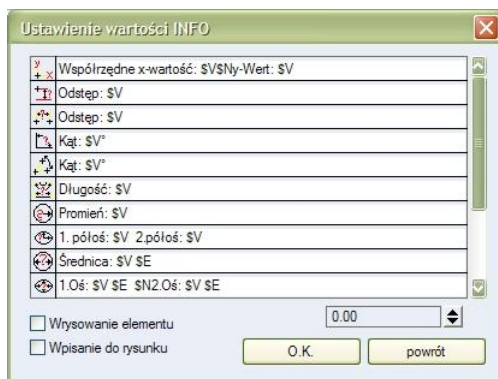 Ustawienie wartości INFO
Współrzędne x-wartość: $V$Ny-Wert: $V
Odstęp: $V
Odstęp: $V
Kąt: $V°
Kąt: $V°
Długość: $V
Promień: $V
1. półoś: $V 2.półoś: $V
Średnica: $V $E
1.Oś: $V $E $N2.Oś: $V $E
Wrysowanie elementu
0.00
Wpisanie do rysunku
O.K.
powrót